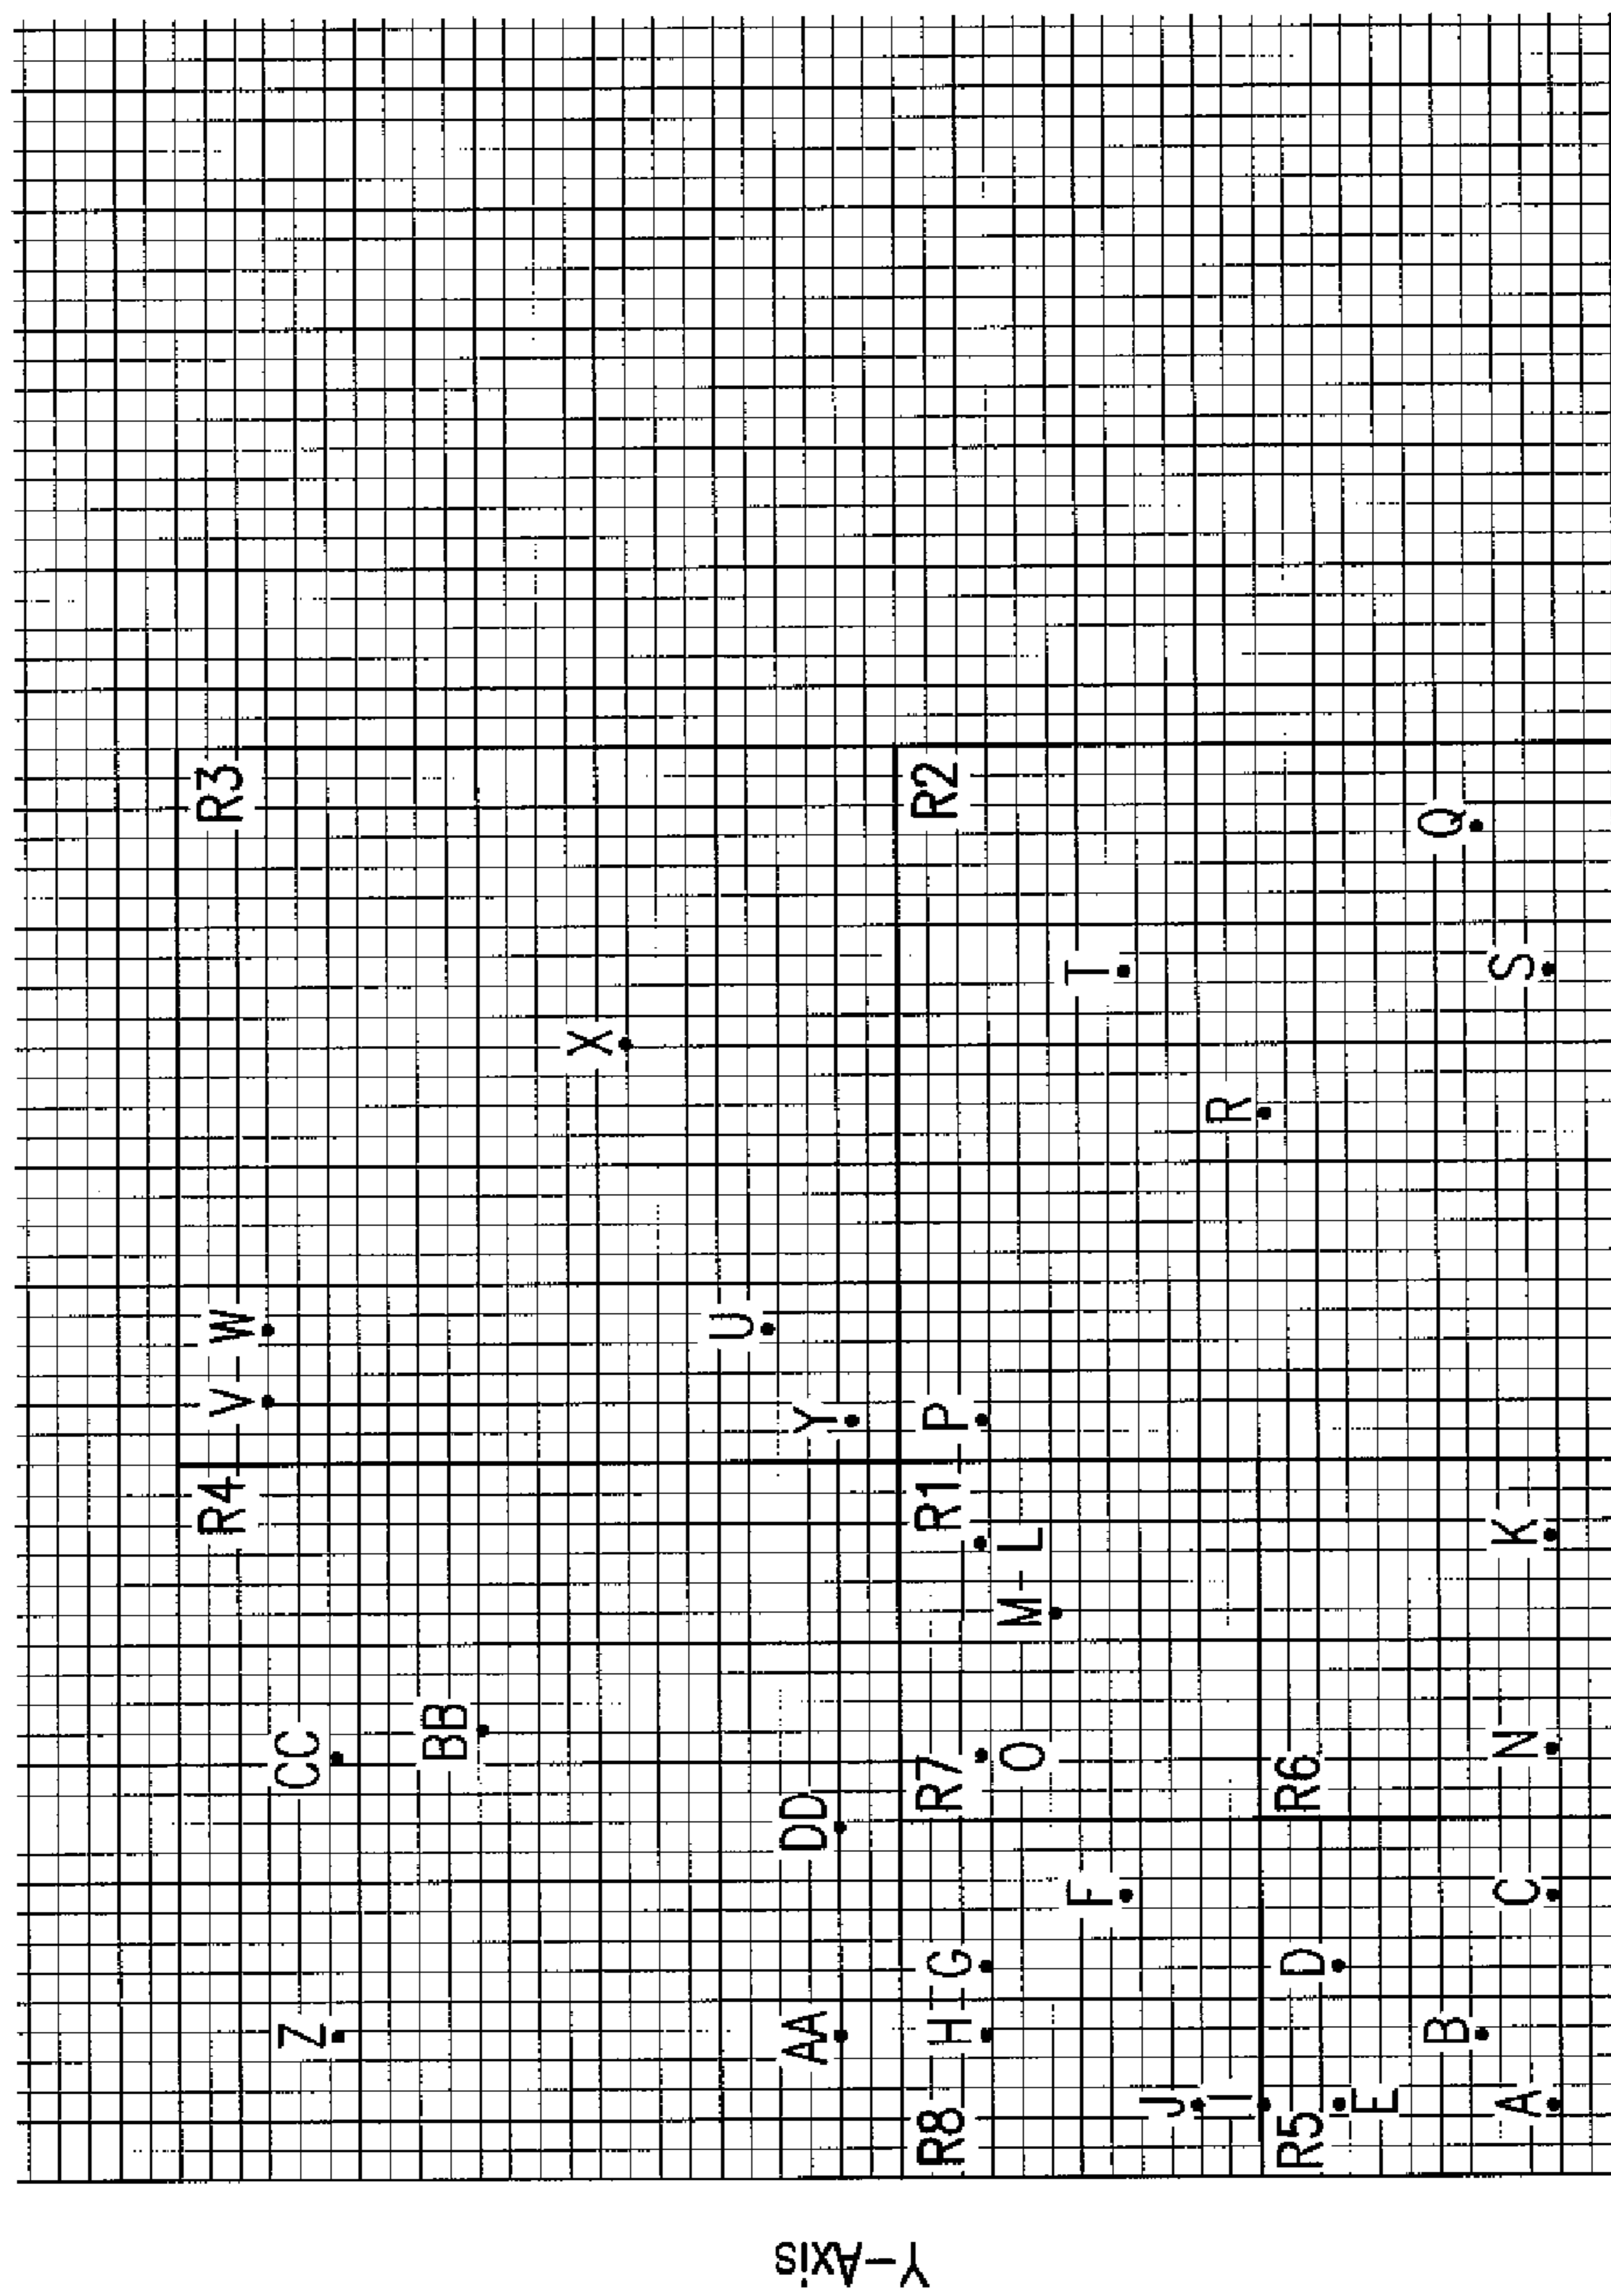 R3
R4
V
W
Z
CC
BB
X
U
AA
DD
Y
R8
H
G
R7
R1
P
R2
O
M
L
F
T
J
I
R
R5
D
R6
E
B
Q
A
C
N
K
S
Y-Axis